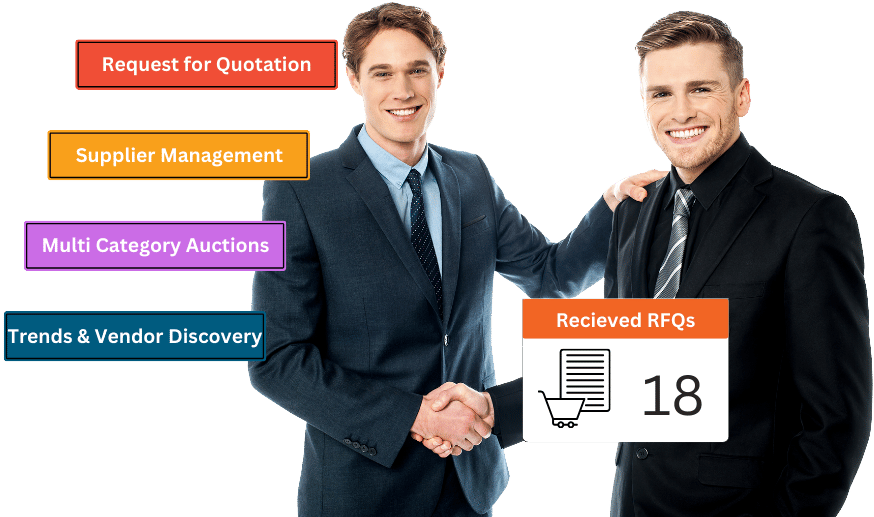 Request for Quotation
Supplier Management
Multi Category Auctions
Trends & Vendor Discovery
Recieved RFQs
18